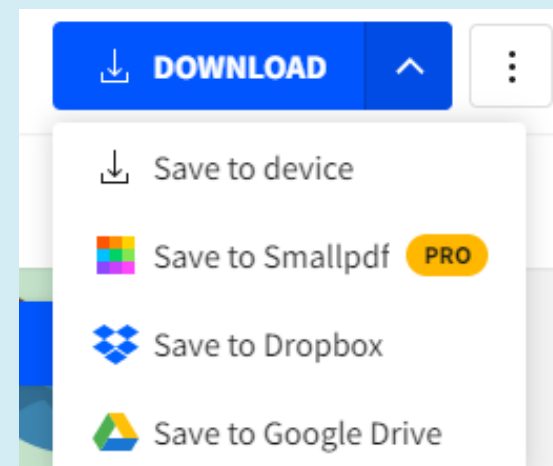 DOWNLOAD
Save to device
Save to Smallpdf PRO
Save to Dropbox
Save to Google Drive